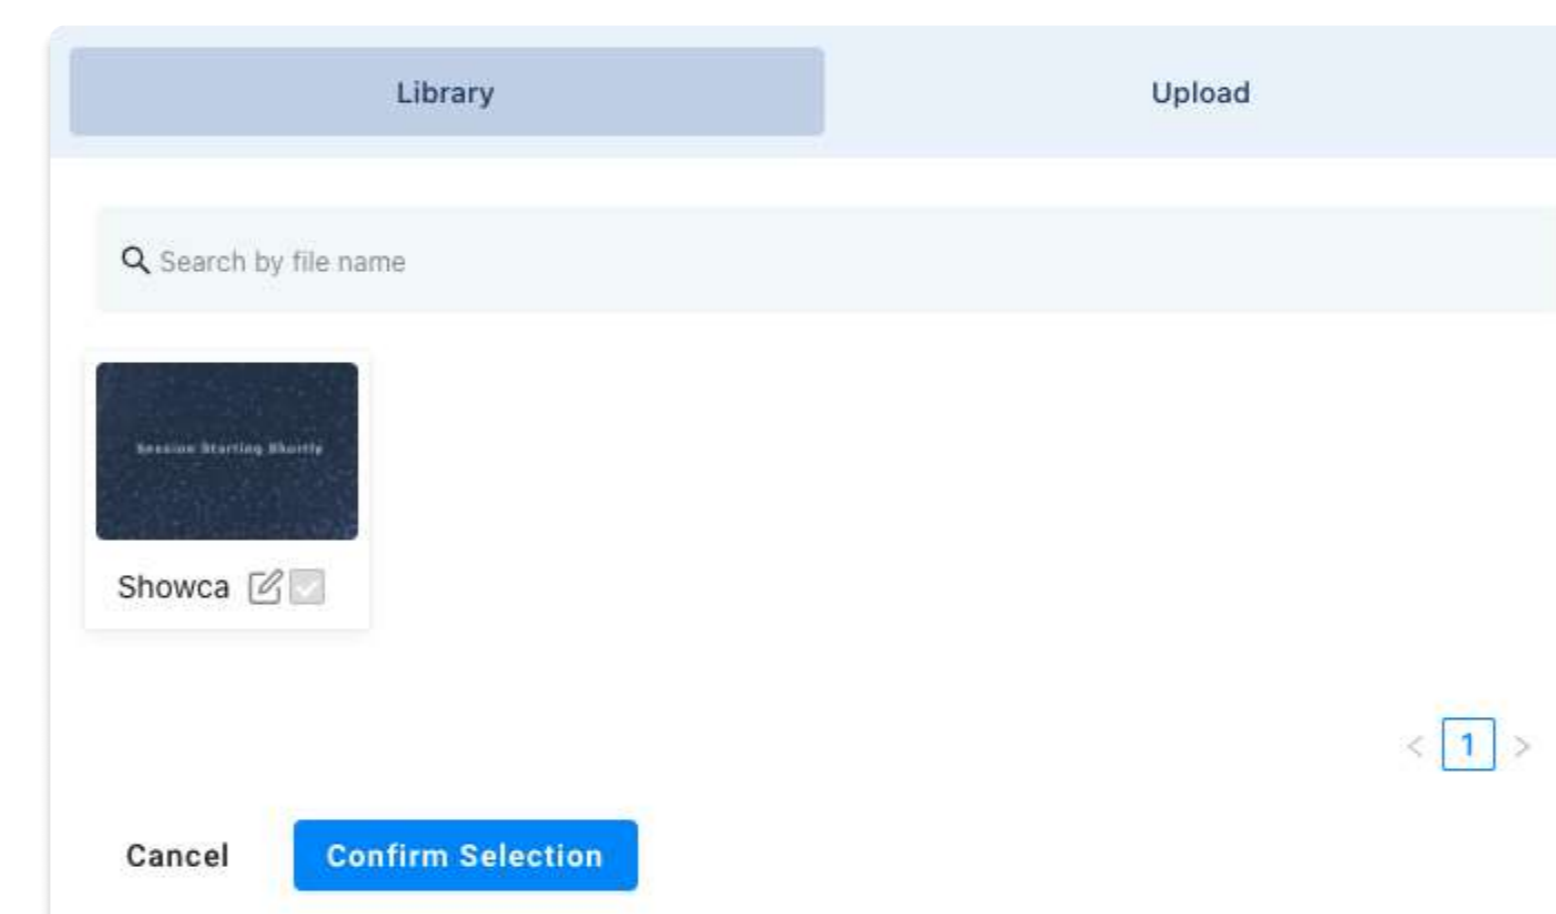 Library
Upload
Search by file name
Session Starting Shortly
Showca
< 1 >
Cancel
Confirm Selection